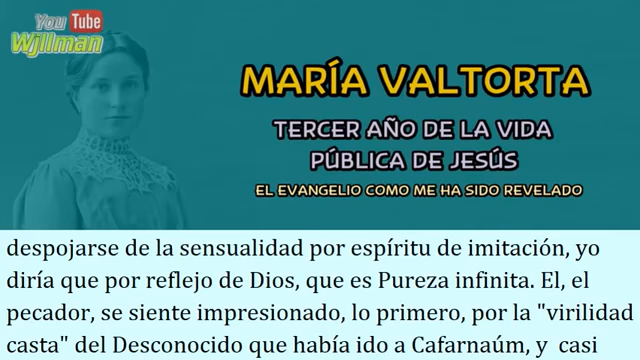 You Tube
Wjllman
MARÍA VALTORTA
TERCER AÑO DE LA VIDA
PÚBLICA DE JESÚS
EL EVANGELIO COMO ME HA SIDO REVELADO
despojarse de la sensualidad por espíritu de imitación, yo
diría que por reflejo de Dios, que es Pureza infinita. El, el
pecador, se siente impresionado, lo primero, por la "virilidad
casta" del Desconocido que había ido a Cafarnaúm, y casi